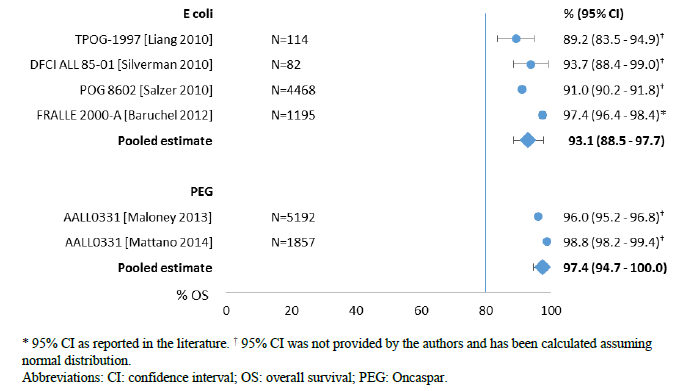 E coli % (95% CI)
TPOG-1997 [Liang 2010] N=114 89.2 (83.5 - 94.9)†
DFCI ALL 85-01 [Silverman 2010] N=82 93.7 (88.4 - 99.0)†
POG 8602 [Salzer 2010] N=4468 91.0 (90.2 - 91.8)†
FRALLE 2000-A [Baruchel 2012] N=1195 97.4 (96.4 - 98.4)*
Pooled estimate 93.1 (88.5 - 97.7)
PEG
AALL0331 [Maloney 2013] N=5192 96.0 (95.2 - 96.8)†
AALL0331 [Mattano 2014] N=1857 98.8 (98.2 - 99.4)†
Pooled estimate 97.4 (94.7 - 100.0)
% OS 0 20 40 60 80 100
* 95% CI as reported in the literature. † 95% CI was not provided by the authors and has been calculated assuming
normal distribution.
Abbreviations: CI: confidence interval; OS: overall survival; PEG: Oncaspar.